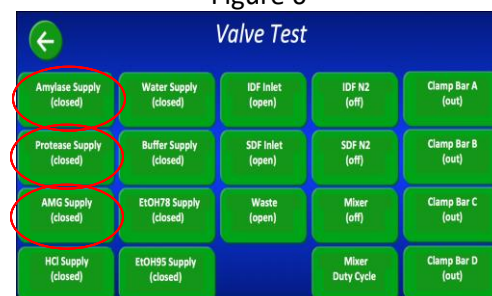 Figure 6
Valve Test
Amylase Supply
(closed)
Water Supply
(closed)
IDF Inlet
(open)
IDF N2
(off)
Clamp Bar A
(out)
Protease Supply
(closed)
Buffer Supply
(closed)
SDF Inlet
(open)
SDF N2
(off)
Clamp Bar B
(out)
AMG Supply
(closed)
EtOH78 Supply
(closed)
Waste
(open)
Mixer
(off)
Clamp Bar C
(out)
HCl Supply
(closed)
EtOH95 Supply
(closed)
Mixer
Duty Cycle
Clamp Bar D
(out)